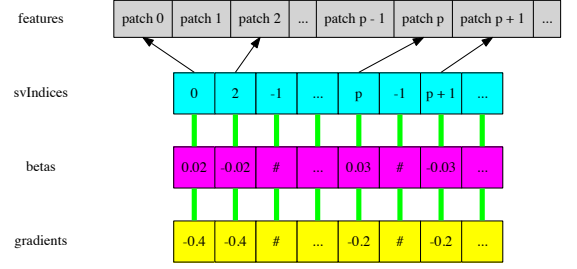 features patch 0 patch 1 patch 2 ... patch p - 1 patch p patch p + 1 ...
svIndices 0 2 -1 ... p -1 p + 1 ...
betas 0.02 -0.02 # ... 0.03 # -0.03 ...
gradients -0.4 -0.4 # ... -0.2 # -0.2 ...